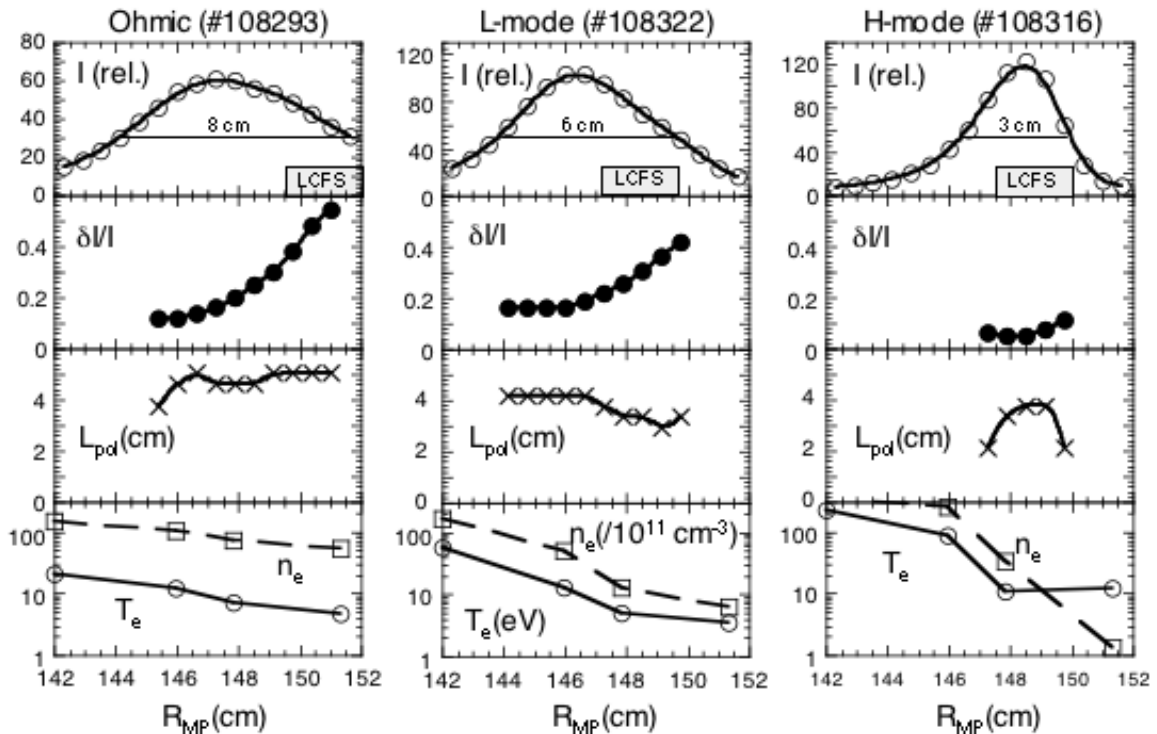 Ohmic (#108293) L-mode (#108322) H-mode (#108316)
80 60 40 20 0
I (rel.)
8 cm
LCFS
120 100 80 60 40 20 0
I (rel.)
6 cm
LCFS
120 80 40 0
I (rel.)
3 cm
LCFS
0.4 0.2 0
δI/I
0.4 0.2 0
δI/I
0.4 0.2 0
δI/I
4 2 0
L_pol(cm)
4 2 0
L_pol(cm)
4 2 0
L_pol(cm)
100 10 1
n_e
T_e
100 10 1
n_e(/10^11 cm^-3)
T_e(eV)
100 10 1
T_e
n_e
142 144 146 148 150 152
142 144 146 148 150 152
142 144 146 148 150 152
R_MP(cm) R_MP(cm) R_MP(cm)